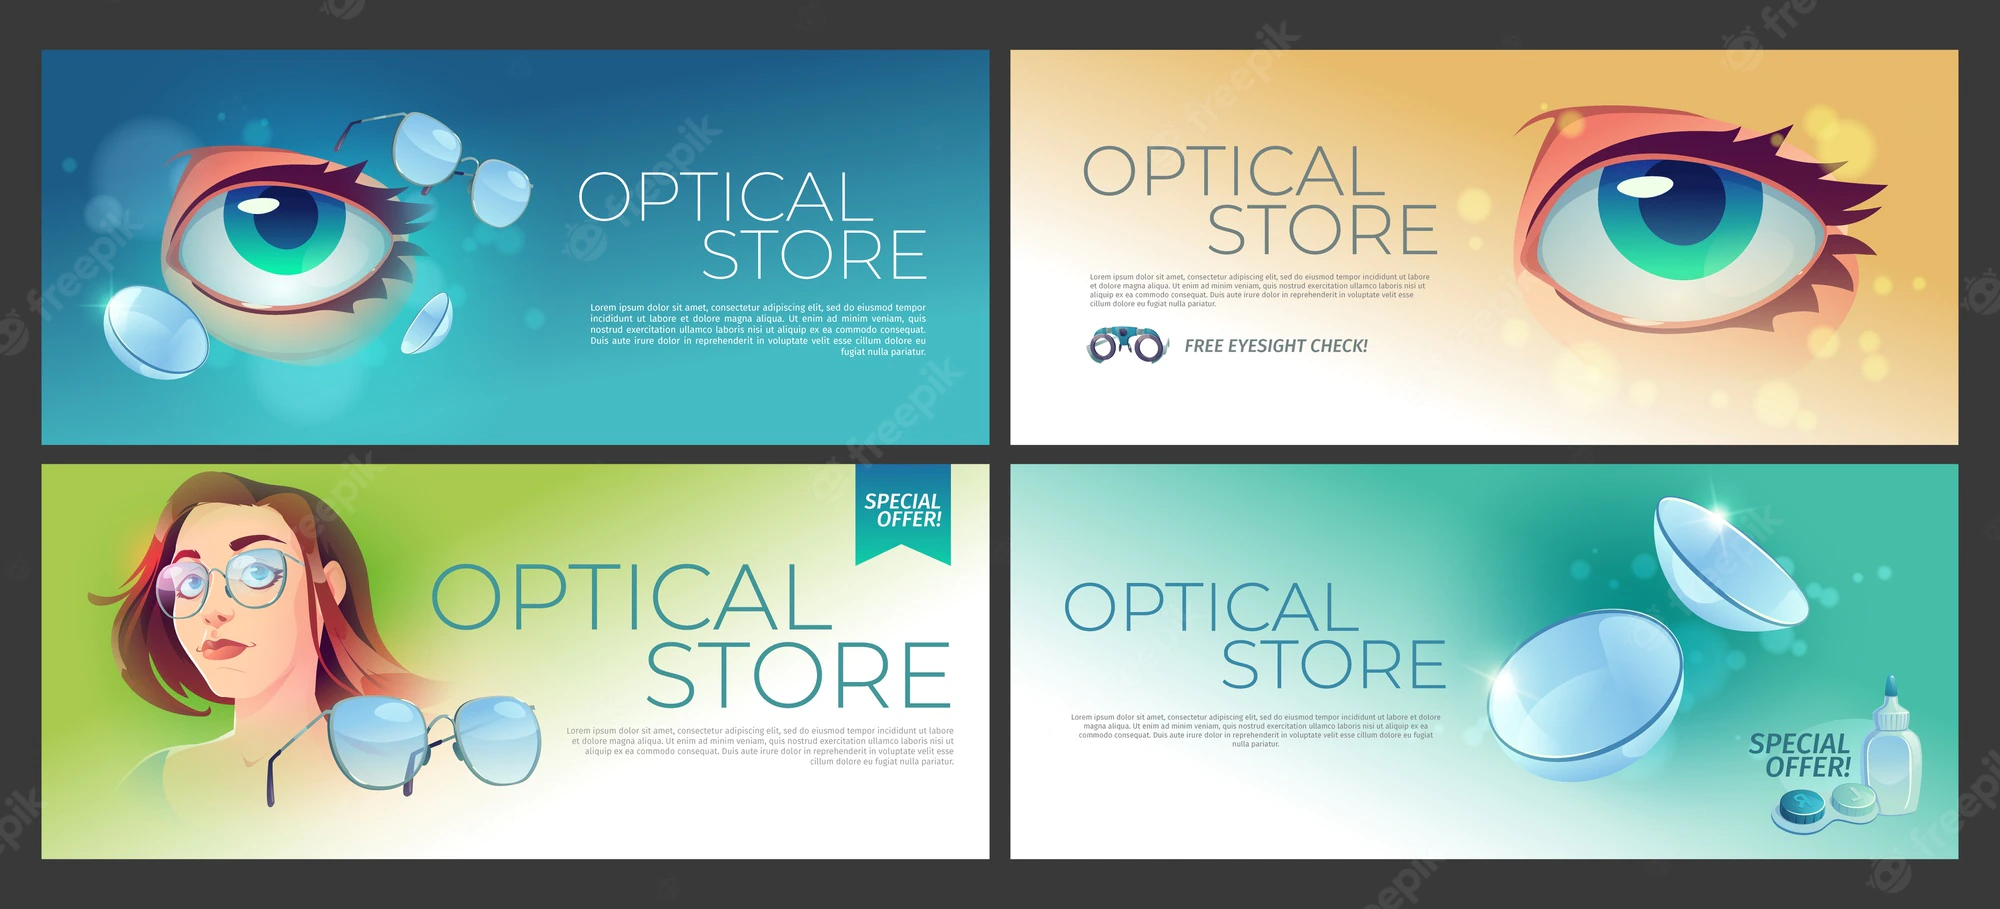 OPTICAL
STORE
Lorem ipsum dolor sit amet, consectetur adipiscing elit, sed do eiusmod tempor
incididunt ut labore et dolore magna aliqua. Ut enim ad minim veniam, quis
nostrud exercitation ullamco laboris nisi ut aliquip ex ea commodo consequat.
Duis aute irure dolor in reprehenderit in voluptate velit esse cillum dolore eu
fugiat nulla pariatur.
OPTICAL
STORE
Lorem ipsum dolor sit amet, consectetur adipiscing elit, sed do eiusmod tempor incididunt ut labore
et dolore magna aliqua. Ut enim ad minim veniam, quis nostrud exercitation ullamco laboris nisi ut
aliquip ex ea commodo consequat. Duis aute irure dolor in reprehenderit in voluptate velit esse
cillum dolore eu fugiat nulla pariatur.
FREE EYESIGHT CHECK!
SPECIAL
OFFER!
OPTICAL
STORE
Lorem ipsum dolor sit amet, consectetur adipiscing elit, sed do eiusmod tempor incididunt ut labore
et dolore magna aliqua. Ut enim ad minim veniam, quis nostrud exercitation ullamco laboris nisi ut
aliquip ex ea commodo consequat. Duis aute irure dolor in reprehenderit in voluptate velit esse
cillum dolore eu fugiat nulla pariatur.
OPTICAL
STORE
Lorem ipsum dolor sit amet, consectetur adipiscing elit, sed do eiusmod tempor incididunt ut labore et dolore
magna aliqua. Ut enim ad minim veniam, quis nostrud exercitation ullamco laboris nisi ut aliquip ex ea
commodo consequat. Duis aute irure dolor in reprehenderit in voluptate velit esse cillum dolore eu fugiat
nulla pariatur.
SPECIAL
OFFER!
R
L
freepik
freepik
freepik
freepik
freepik
freepik